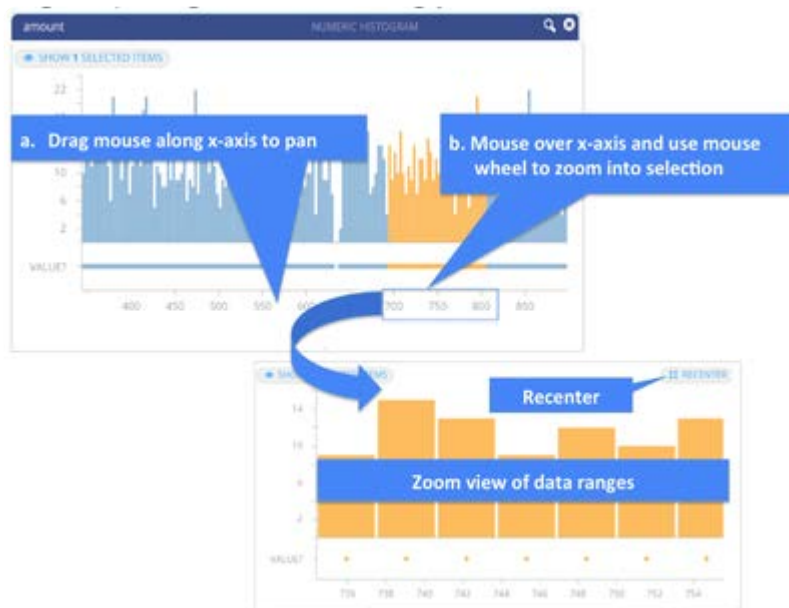 amount NUMERIC HISTOGRAM
SHOW 1 SELECTED ITEMS
22
a. Drag mouse along x-axis to pan
b. Mouse over x-axis and use mouse
wheel to zoom into selection
10
6
2
VALUE?
400 450 500 550 700 750 800 850
RECENTER
Recenter
14
10
Zoom view of data ranges
2
VALUE?
736 738 740 742 744 746 748 750 752 754